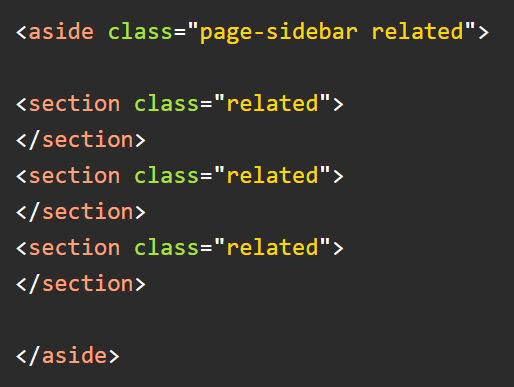 <aside class="page-sidebar related">
<section class="related">
</section>
<section class="related">
</section>
<section class="related">
</section>
</aside>